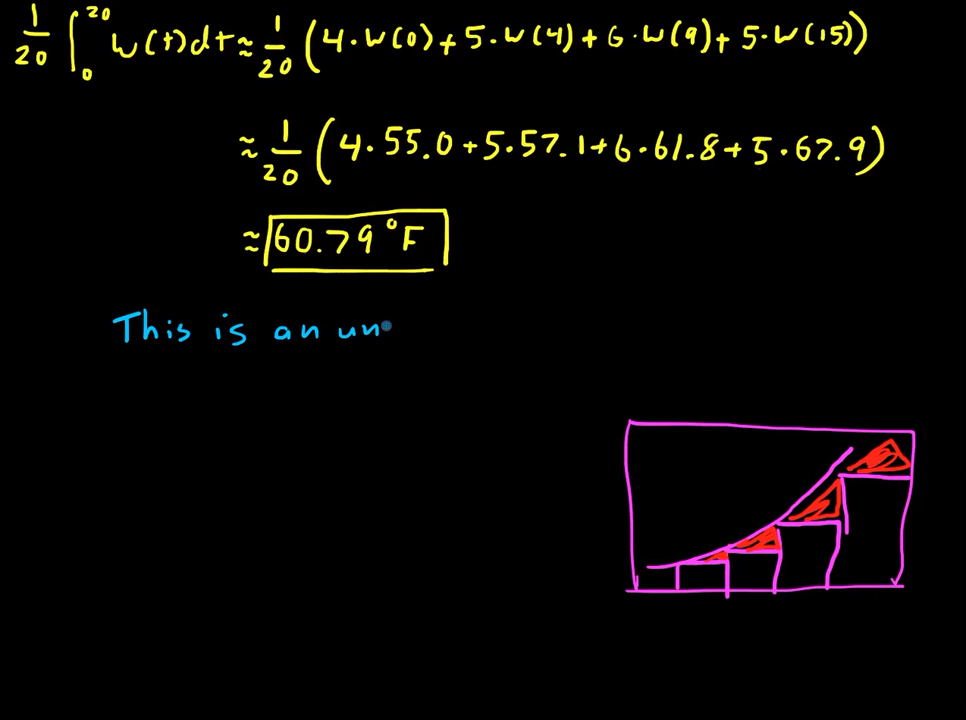 1/20 ∫₀²⁰ W(t)dt ≈ 1/20 (4·W(0) + 5·W(4) + 6·W(9) + 5·W(15))
≈ 1/20 (4·55.0 + 5·57.1 + 6·61.8 + 5·67.9)
≈ 60.79°F
This is an un